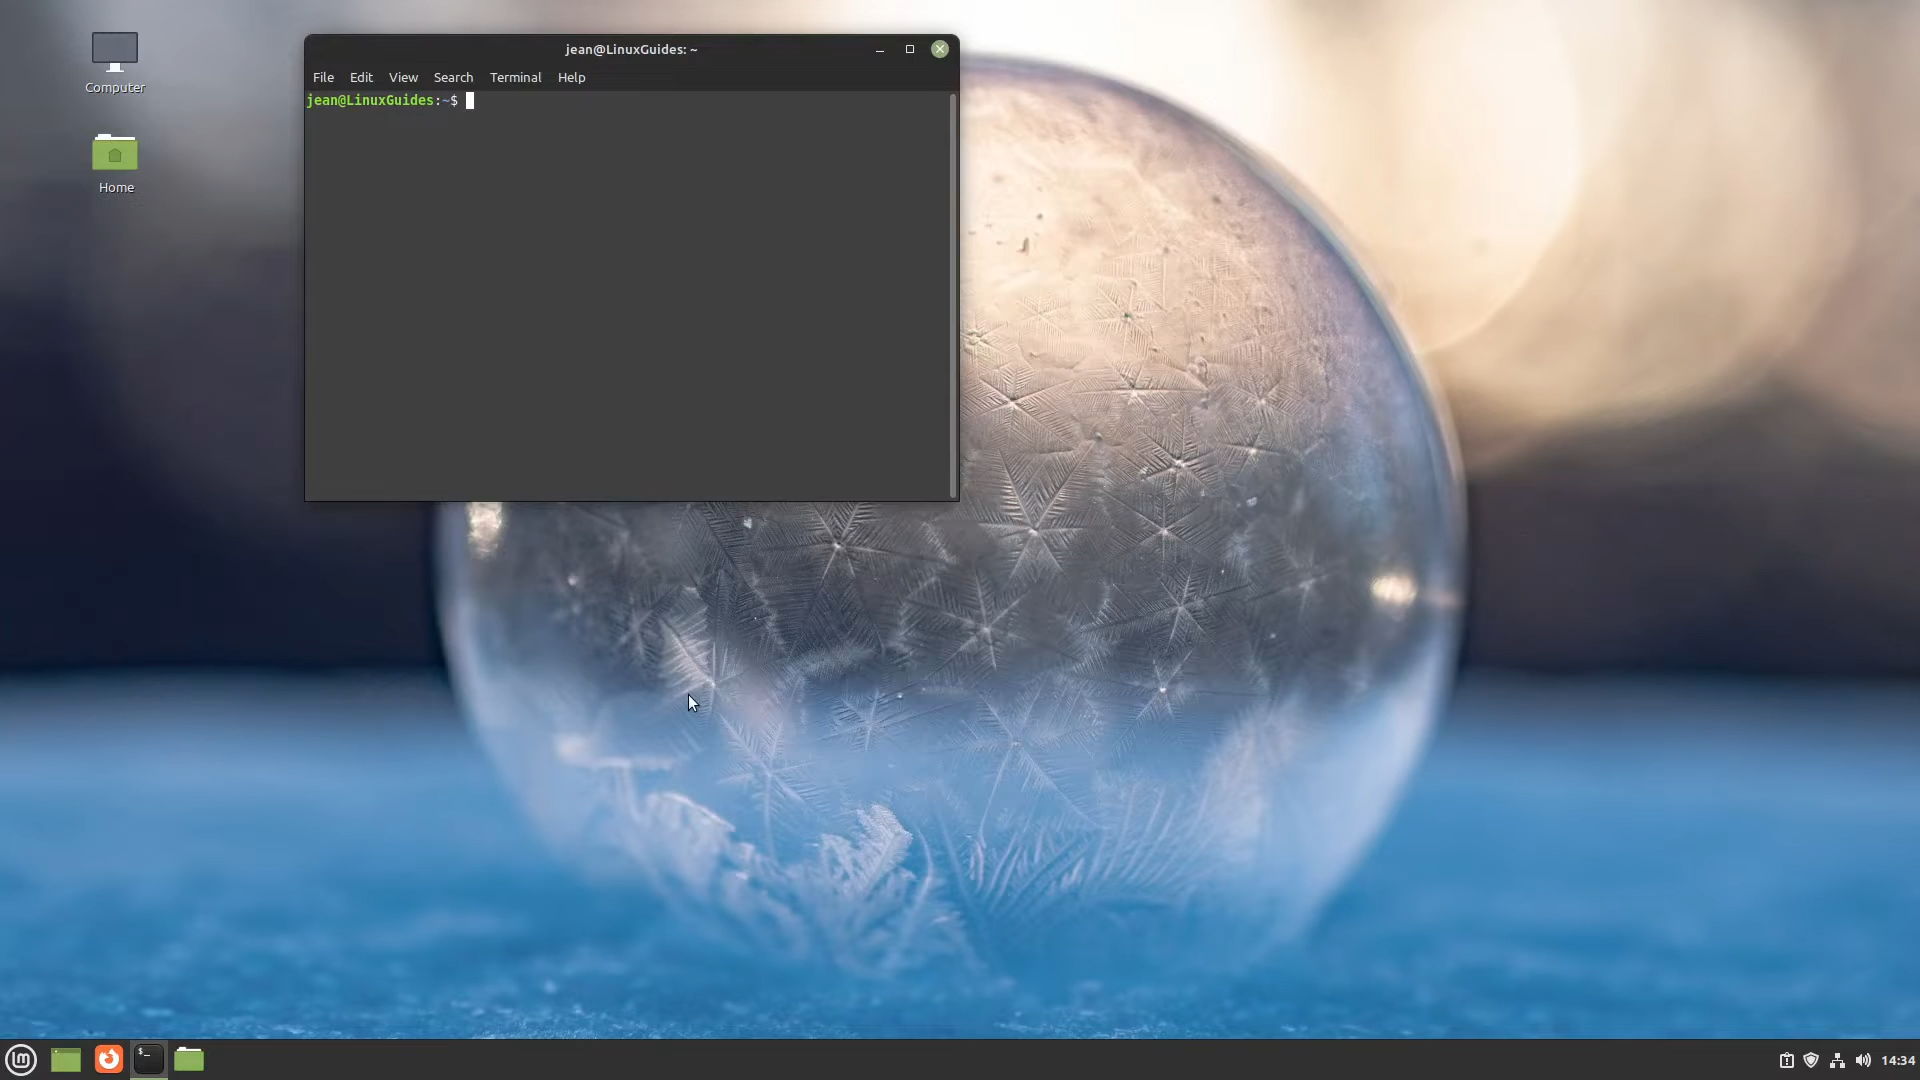 Computer
Home
jean@LinuxGuides: ~
File Edit View Search Terminal Help
jean@LinuxGuides:~$
$_
14:34